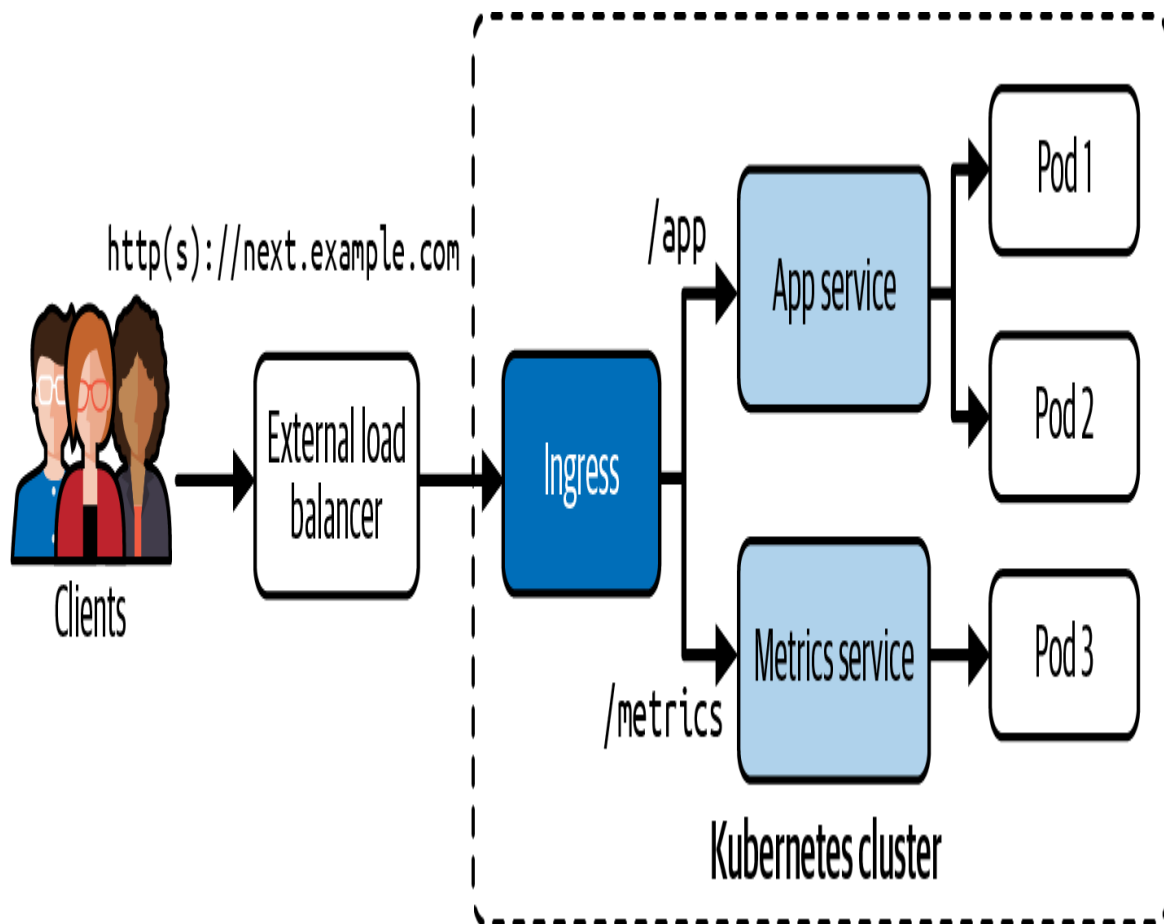 http(s)://next.example.com
Clients
External load
balancer
Ingress
/app
App service
Pod 1
Pod 2
/metrics
Metrics service
Pod 3
Kubernetes cluster